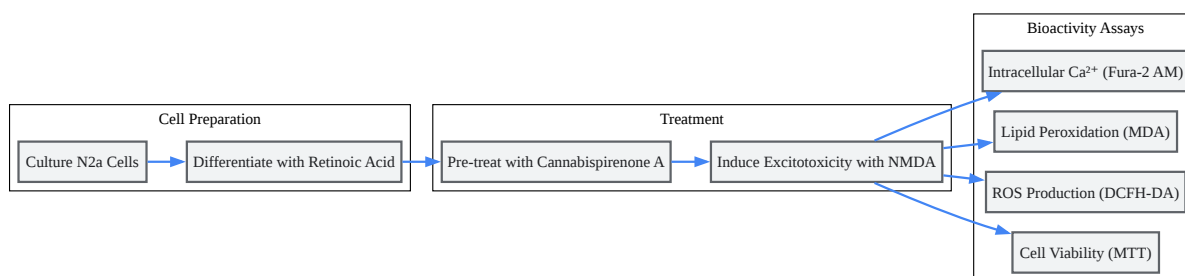 Cell Preparation
Culture N2a Cells
Differentiate with Retinoic Acid
Treatment
Pre-treat with Cannabispirenone A
Induce Excitotoxicity with NMDA
Bioactivity Assays
Intracellular Ca²⁺ (Fura-2 AM)
Lipid Peroxidation (MDA)
ROS Production (DCFH-DA)
Cell Viability (MTT)